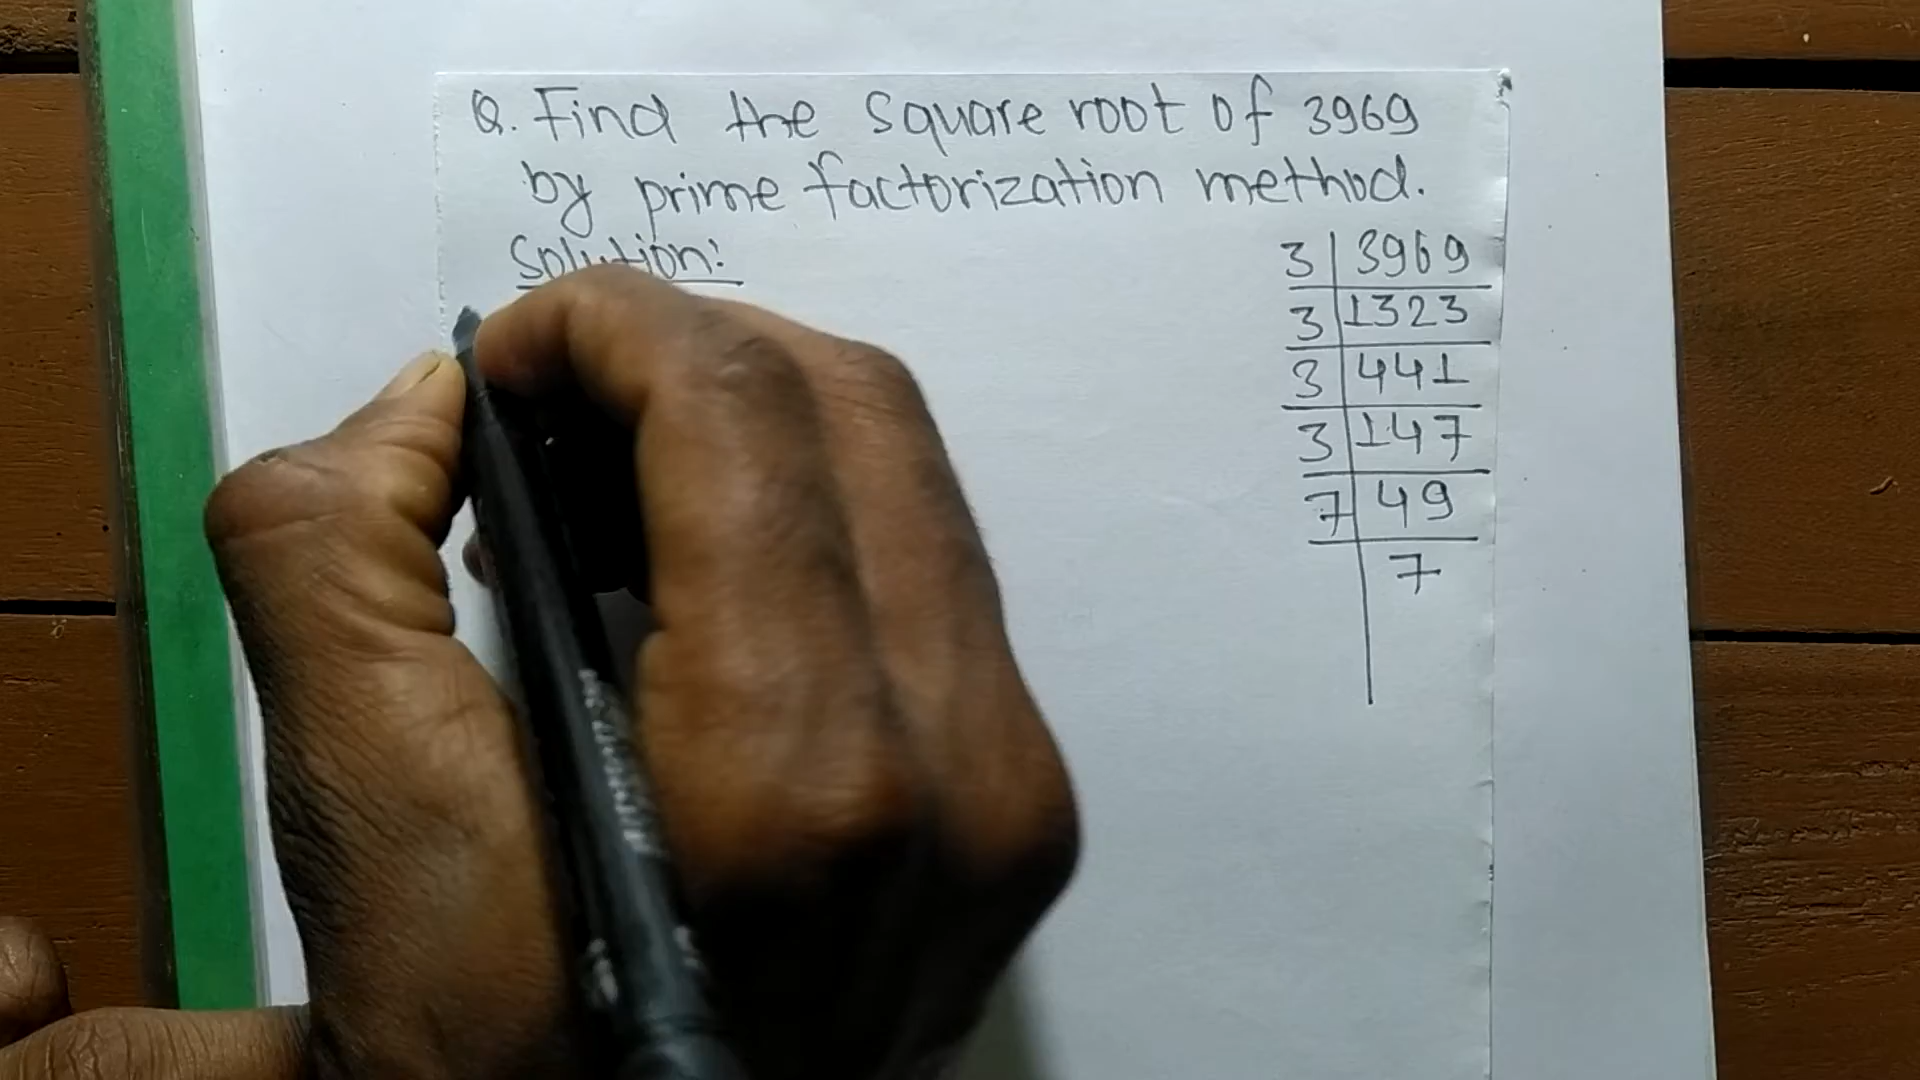 Q. Find the square root of 3969
by prime factorization method.
Solution:
3 3969
3 1323
3 441
3 147
7 49
7